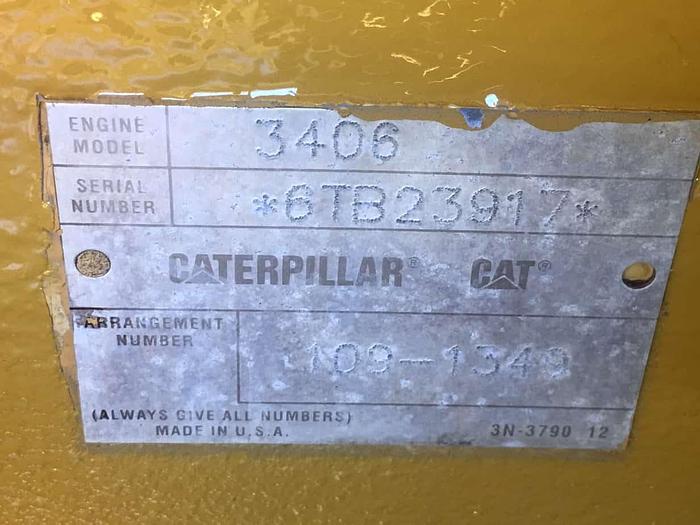 ENGINE MODEL 3406
SERIAL NUMBER *6TB23917*
CATERPILLAR® CAT®
ARRANGEMENT NUMBER 109-1349
(ALWAYS GIVE ALL NUMBERS)
MADE IN U.S.A. 3N-3790 12